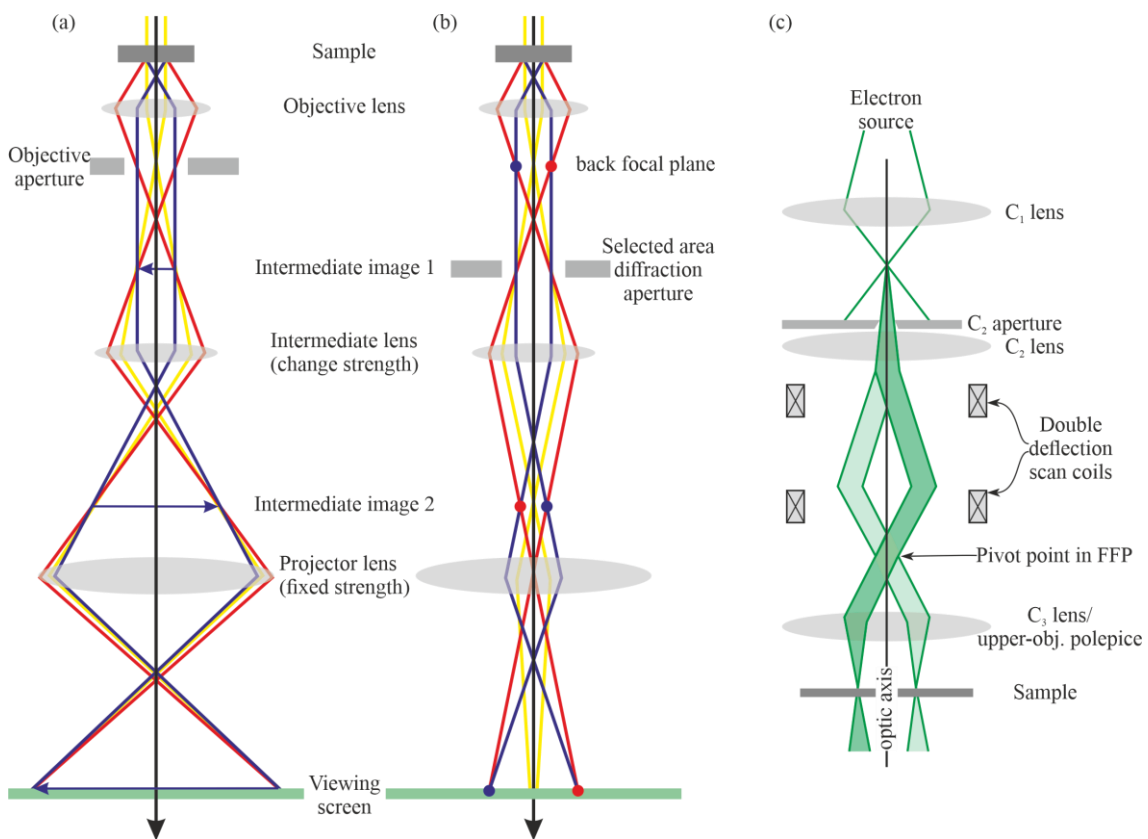 (a)
(b)
(c)
Sample
Objective lens
Objective
aperture
back focal plane
Intermediate image 1
Selected area
diffraction
aperture
Intermediate lens
(change strength)
Intermediate image 2
Projector lens
(fixed strength)
Viewing
screen
Electron
source
C₁ lens
C₂ aperture
C₂ lens
Double
deflection
scan coils
Pivot point in FFP
C₃ lens/
upper-obj. polepice
Sample
optic axis